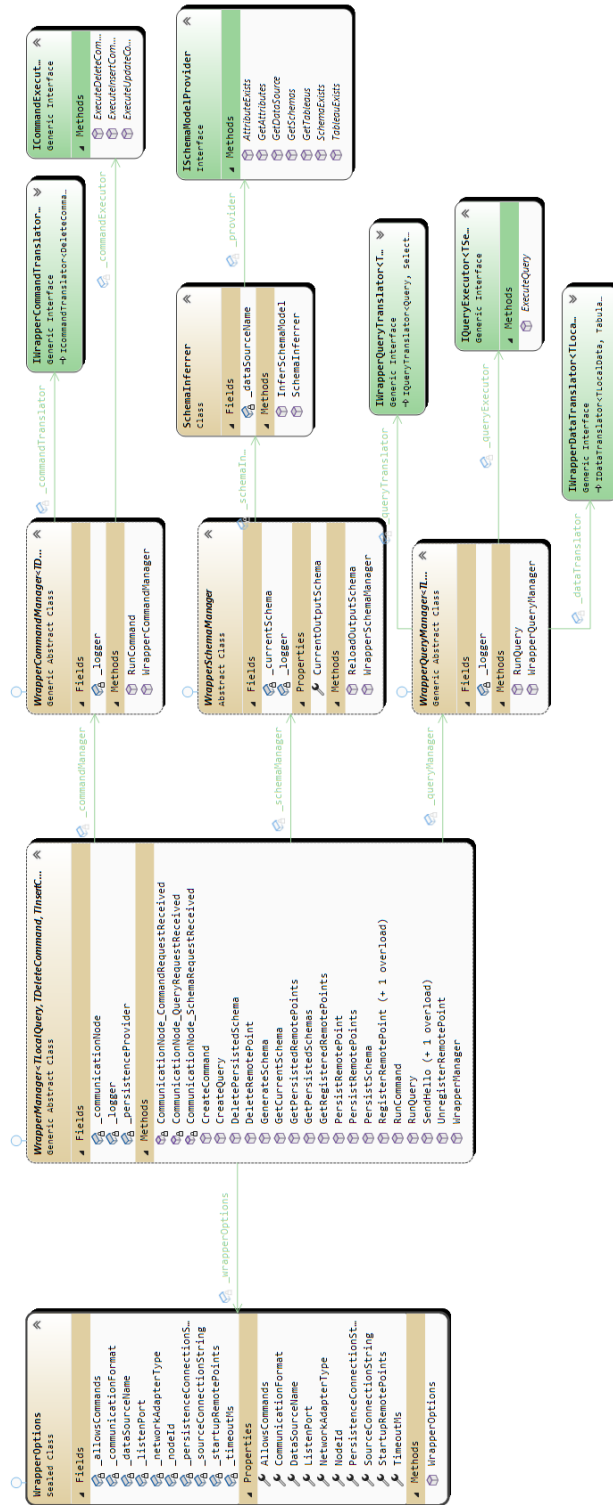 WrapperOptions
Sealed Class
Fields
_allowsCommands
_communicationFormat
_dataSourceName
_listenPort
_networkAdapterType
_nodeId
_persistenceConnectionS...
_sourceConnectionString
_startupRemotePoints
_timeoutMs
Properties
AllowsCommands
CommunicationFormat
DataSourceName
ListenPort
NetworkAdapterType
NodeId
PersistenceConnectionSt...
SourceConnectionString
StartupRemotePoints
TimeoutMs
Methods
WrapperOptions
_wrapperOptions
WrapperManager<TLocalQuery, TDeleteCommand, TInsertC...
Generic Abstract Class
Fields
_communicationNode
_logger
_persistenceProvider
Methods
CommunicationNode_CommandRequestReceived
CommunicationNode_QueryRequestReceived
CommunicationNode_SchemaRequestReceived
CreateCommand
CreateQuery
DeletePersistedSchema
DeleteRemotePoint
GenerateSchema
GetCurrentSchema
GetPersistedRemotePoints
GetPersistedSchemas
GetRegisteredRemotePoints
PersistRemotePoint
PersistRemotePoints
PersistSchema
RegisterRemotePoint (+ 1 overload)
RunCommand
RunQuery
SendHello (+ 1 overload)
UnregisterRemotePoint
WrapperManager
_commandManager
_schemaManager
_queryManager
WrapperCommandManager<TD...
Generic Abstract Class
Fields
_logger
Methods
RunCommand
WrapperCommandManager
WrapperSchemaManager
Abstract Class
Fields
_currentSchema
_logger
Properties
CurrentOutputSchema
Methods
ReloadOutputSchema
WrapperSchemaManager
WrapperQueryManager<TL...
Generic Abstract Class
Fields
_logger
Methods
RunQuery
WrapperQueryManager
_commandTranslator
_commandExecutor
_schemaIn...
_provider
queryTranslator
_queryExecutor
_dataTranslator
IWrapperCommandTranslator...
Generic Interface
ICommandTranslator<DeleteComma...
ICommandExecut...
Generic Interface
Methods
ExecuteDeleteCom...
ExecuteInsertCom...
ExecuteUpdateCo...
SchemaInferrer
Class
Fields
_dataSourceName
Methods
InferSchemaModel
SchemaInferrer
ISchemaModelProvider
Interface
Methods
AttributeExists
GetAttributes
GetDataSource
GetSchemas
GetTableaus
SchemaExists
TableauExists
IWrapperQueryTranslator<T...
Generic Interface
IQueryTranslator<Query, Select...
IQueryExecutor<TSe...
Generic Interface
Methods
ExecuteQuery
IWrapperDataTranslator<TLoca...
Generic Interface
IDataTranslator<TLocalData, Tabula...